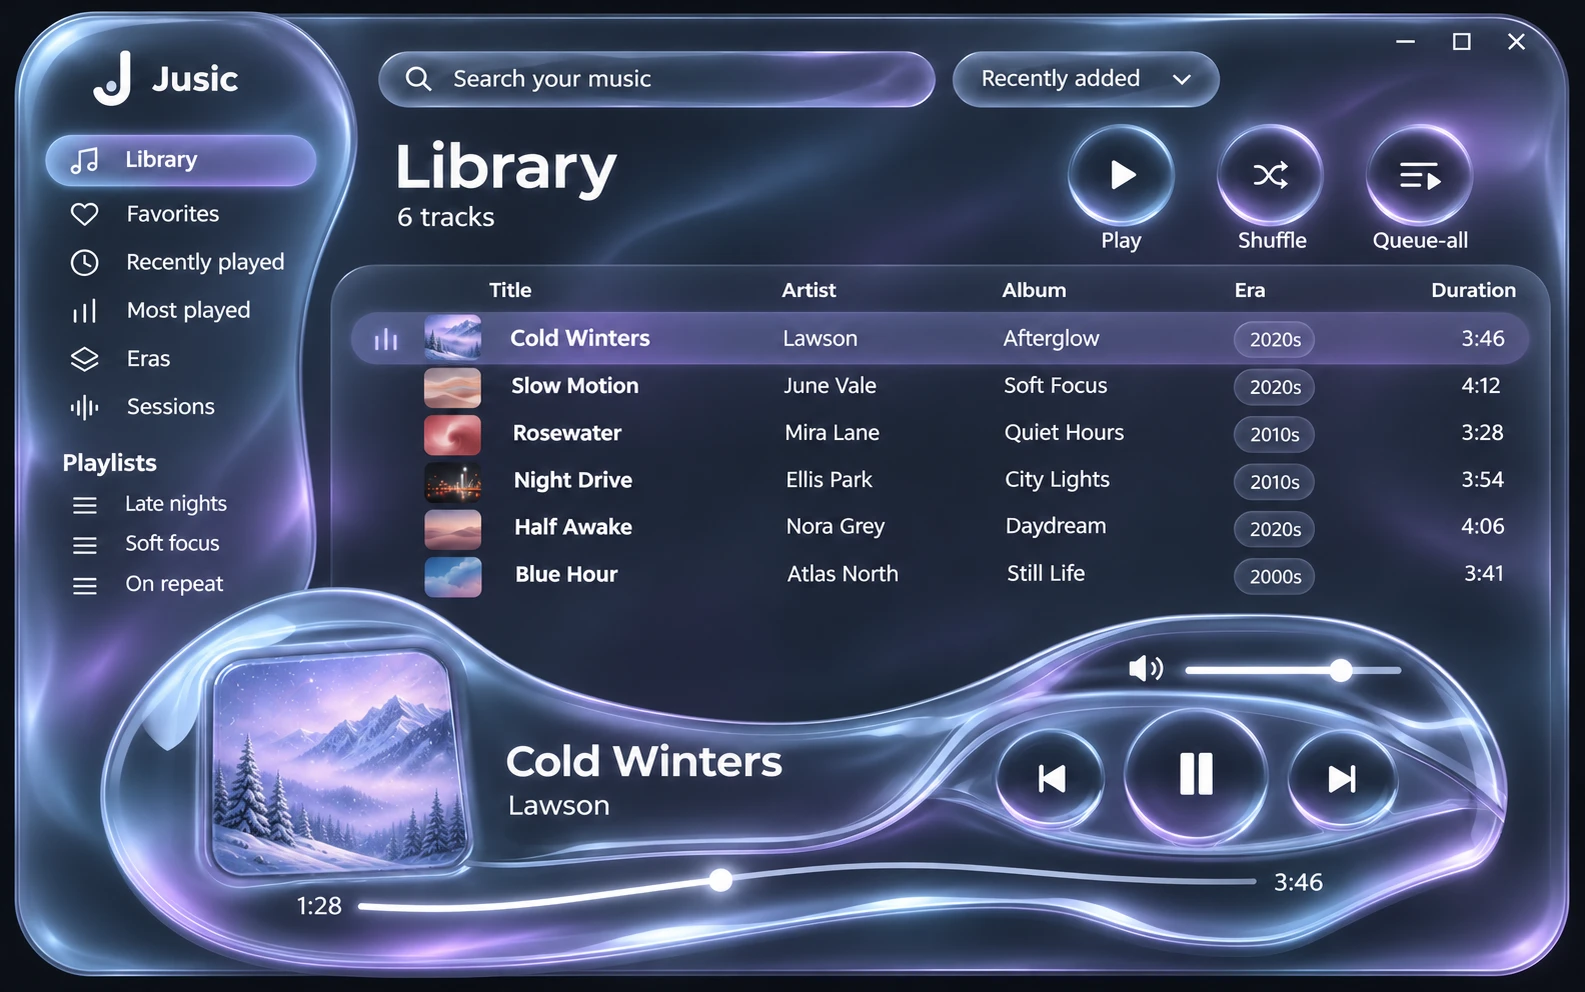 Jusic
Search your music
Recently added
Library
Favorites
Recently played
Most played
Eras
Sessions
Playlists
Late nights
Soft focus
On repeat
Library
6 tracks
Play
Shuffle
Queue-all
Title Artist Album Era Duration
Cold Winters Lawson Afterglow 2020s 3:46
Slow Motion June Vale Soft Focus 2020s 4:12
Rosewater Mira Lane Quiet Hours 2010s 3:28
Night Drive Ellis Park City Lights 2010s 3:54
Half Awake Nora Grey Daydream 2020s 4:06
Blue Hour Atlas North Still Life 2000s 3:41
Cold Winters
Lawson
1:28 3:46